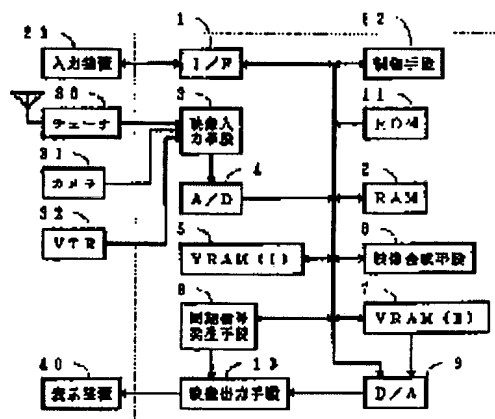 21
入力装置
1
I/F
62
制御手段
30
チューナ
3
映像入
力手段
11
ROM
31
カメラ
4
A/D
2
RAM
32
VTR
5
VRAM(I)
6
映像合成手段
8
同期信号
発生手段
7
VRAM(II)
40
表示装置
13
映像出力手段
9
D/A